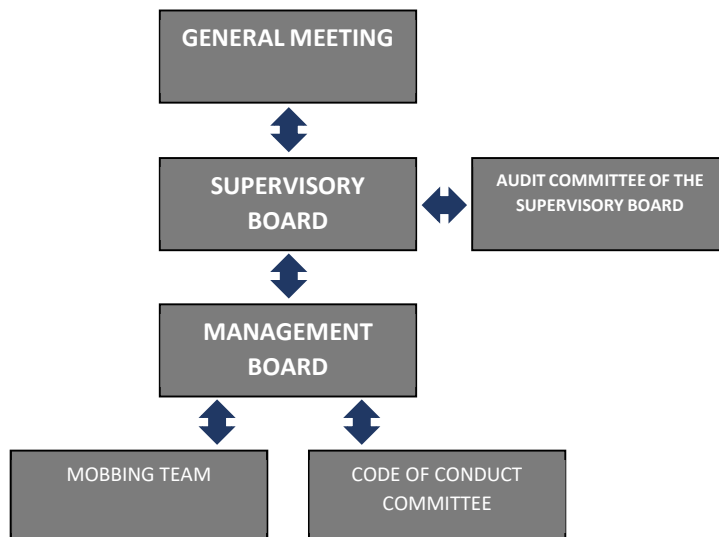 GENERAL MEETING
SUPERVISORY
BOARD
AUDIT COMMITTEE OF THE
SUPERVISORY BOARD
MANAGEMENT
BOARD
MOBBING TEAM
CODE OF CONDUCT
COMMITTEE